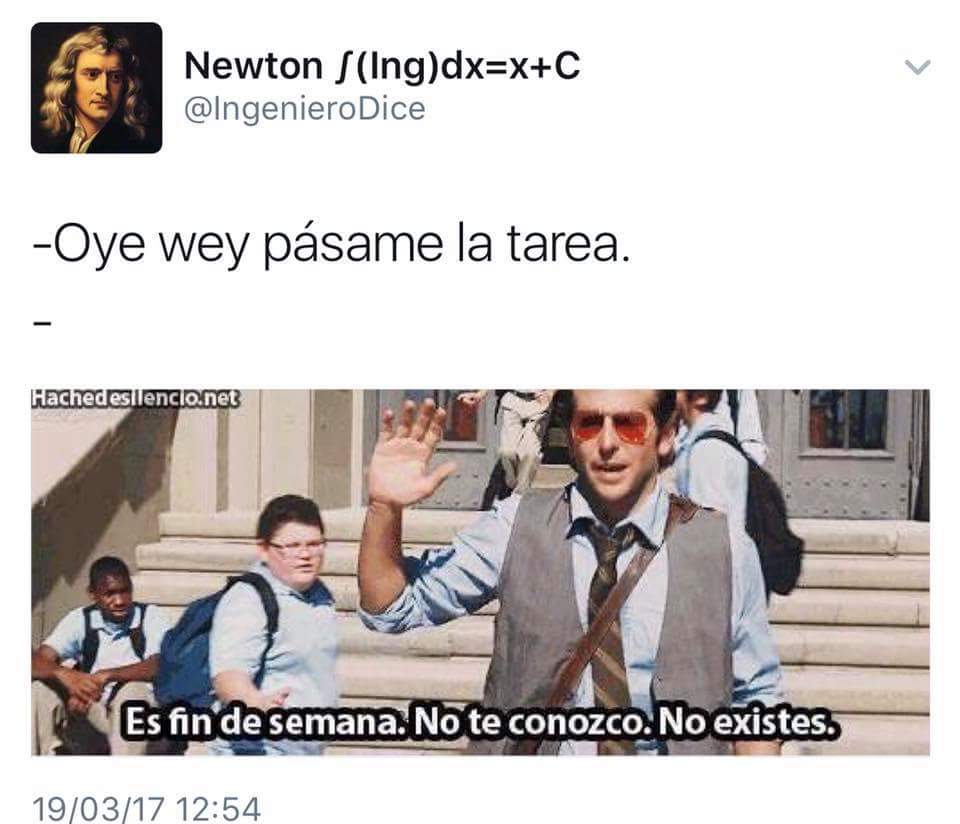 Newton ∫(Ing)dx=x+C
@IngenieroDice
-Oye wey pásame la tarea.
-
Hachedesilencio.net
Es fin de semana. No te conozco. No existes.
19/03/17 12:54